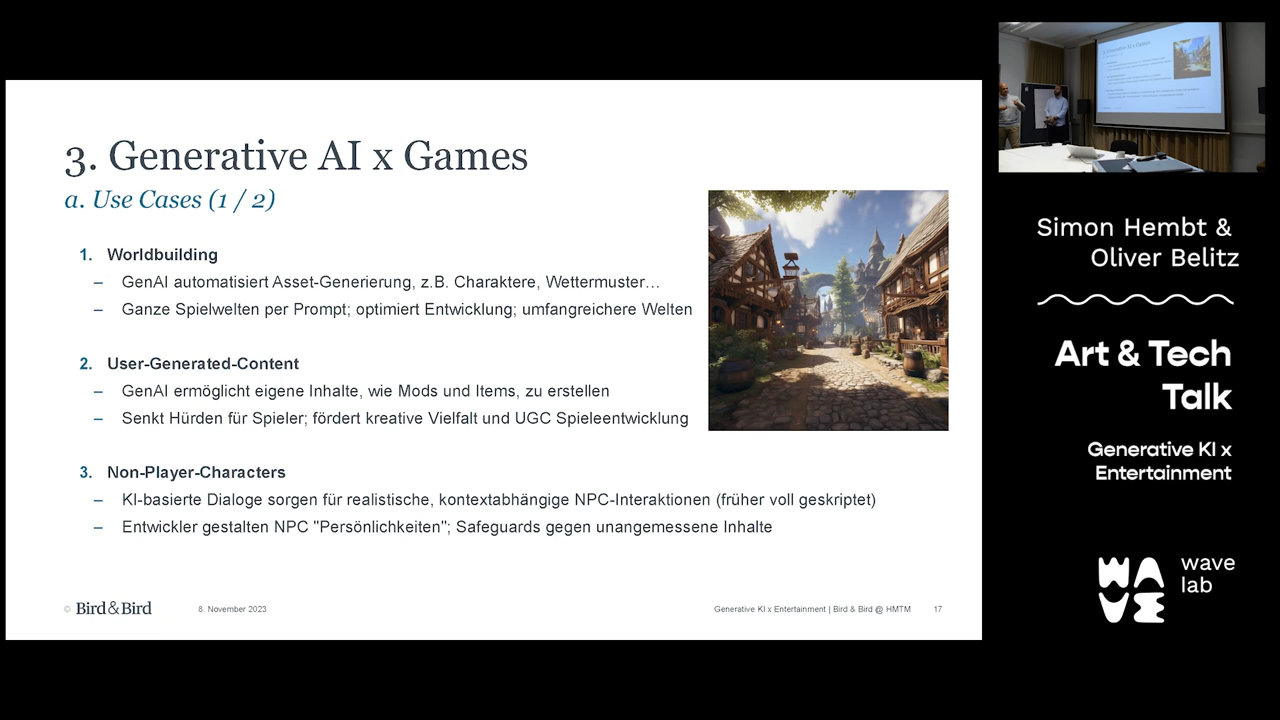 3. Generative AI x Games
a. Use Cases (1 / 2)
1. Worldbuilding
– GenAI automatisiert Asset-Generierung, z.B. Charaktere, Wettermuster…
– Ganze Spielwelten per Prompt; optimiert Entwicklung; umfangreichere Welten
2. User-Generated-Content
– GenAI ermöglicht eigene Inhalte, wie Mods und Items, zu erstellen
– Senkt Hürden für Spieler; fördert kreative Vielfalt und UGC Spieleentwicklung
3. Non-Player-Characters
– KI-basierte Dialoge sorgen für realistische, kontextabhängige NPC-Interaktionen (früher voll geskriptet)
– Entwickler gestalten NPC "Persönlichkeiten"; Safeguards gegen unangemessene Inhalte
© Bird&Bird
8. November 2023
Generative KI x Entertainment | Bird & Bird @ HMTM
17
Simon Hembt &
Oliver Belitz
Art & Tech
Talk
Generative KI x
Entertainment
WAVE
wave
lab